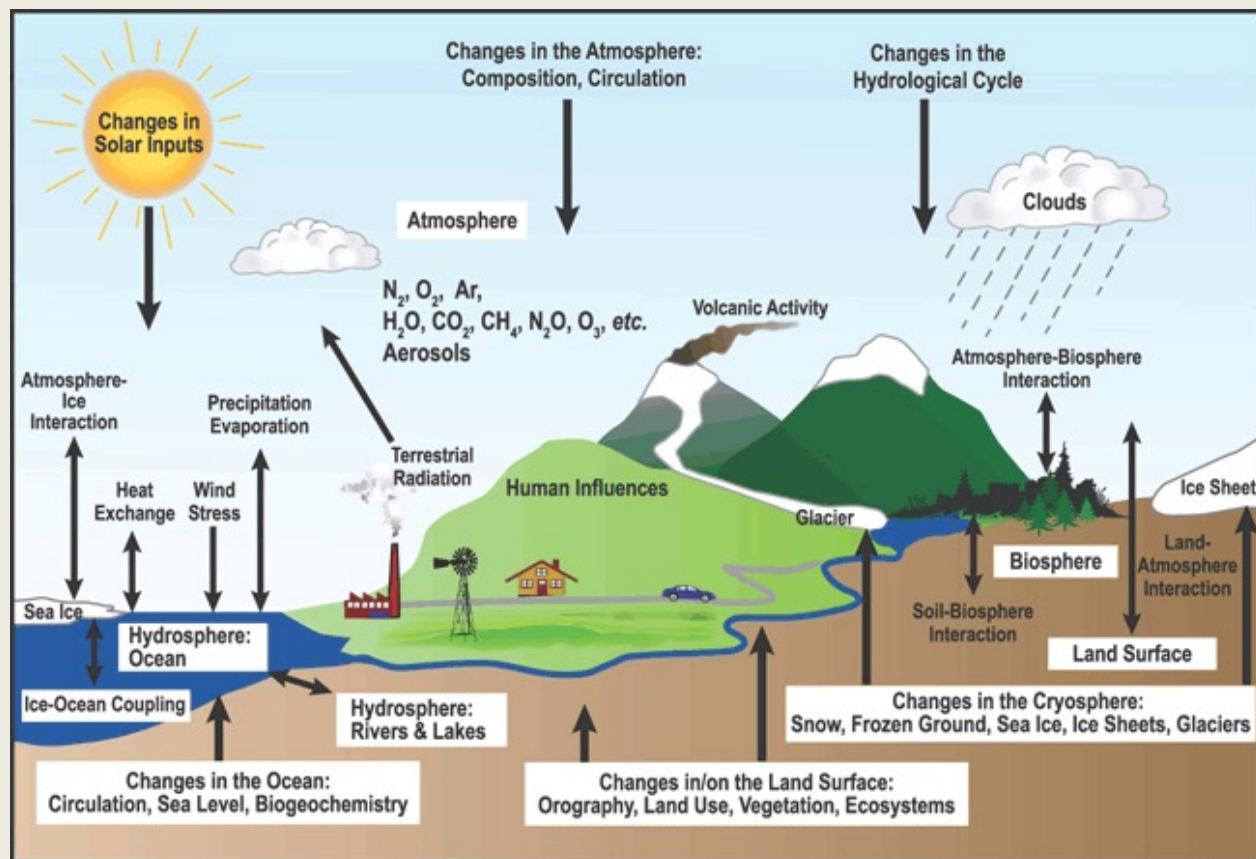 Changes in the Atmosphere:
Composition, Circulation
Changes in the
Hydrological Cycle
Changes in
Solar Inputs
Clouds
Atmosphere
N₂, O₂, Ar,
H₂O, CO₂, CH₄, N₂O, O₃, etc.
Aerosols
Volcanic Activity
Atmosphere-Biosphere
Interaction
Atmosphere-
Ice
Interaction
Precipitation
Evaporation
Terrestrial
Radiation
Heat
Exchange
Wind
Stress
Human Influences
Glacier
Ice Sheet
Biosphere
Land-
Atmosphere
Interaction
Soil-Biosphere
Interaction
Sea Ice
Hydrosphere:
Ocean
Land Surface
Ice-Ocean Coupling
Hydrosphere:
Rivers & Lakes
Changes in the Cryosphere:
Snow, Frozen Ground, Sea Ice, Ice Sheets, Glaciers
Changes in the Ocean:
Circulation, Sea Level, Biogeochemistry
Changes in/on the Land Surface:
Orography, Land Use, Vegetation, Ecosystems